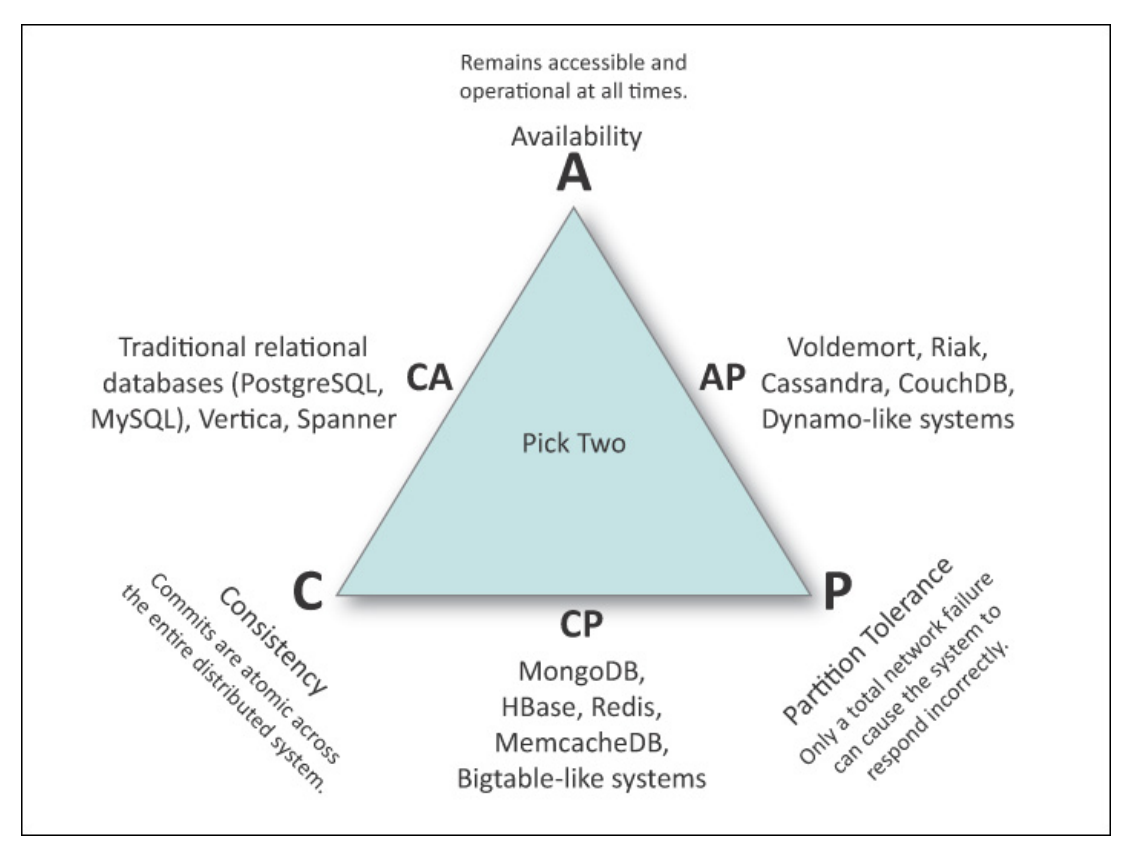 Remains accessible and
operational at all times.
Availability
A
Traditional relational
databases (PostgreSQL,
MySQL), Vertica, Spanner
CA
AP
Voldemort, Riak,
Cassandra, CouchDB,
Dynamo-like systems
Pick Two
C
Consistency
Commits are atomic across
the entire distributed system.
CP
MongoDB,
HBase, Redis,
MemcacheDB,
Bigtable-like systems
P
Partition Tolerance
Only a total network failure
can cause the system to
respond incorrectly.